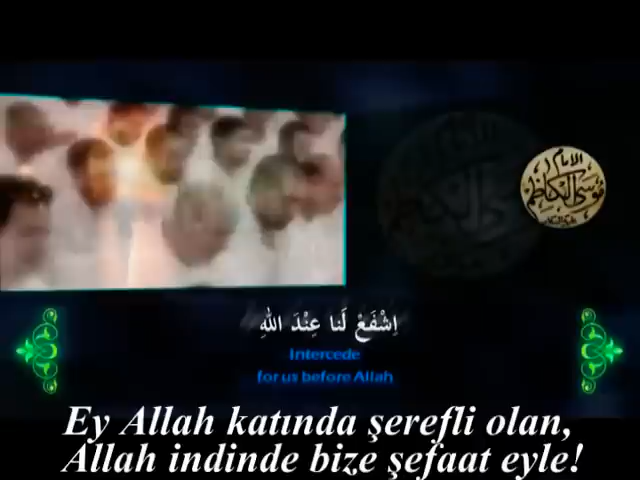 الإمام
موسى الكاظم
اِشْفَعْ لَنا عِنْدَ اللهِ
Intercede
for us before Allah
Ey Allah katında şerefli olan,
Allah indinde bize şefaat eyle!